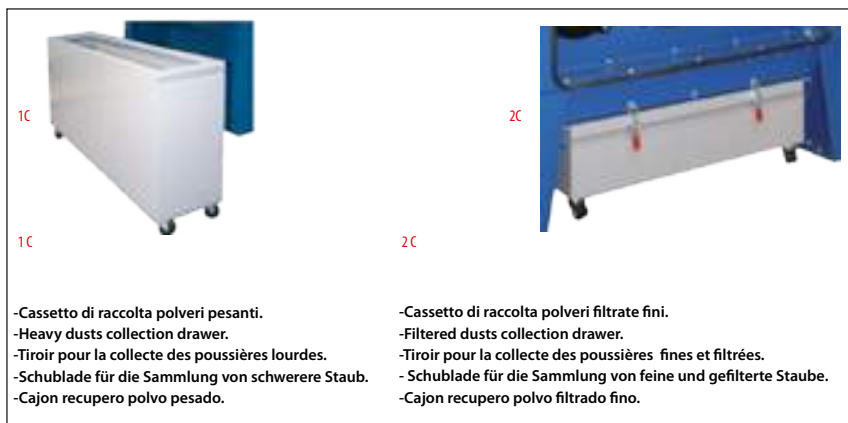 1C
2C
1 C
2 C
-Cassetto di raccolta polveri pesanti.
-Heavy dusts collection drawer.
-Tiroir pour la collecte des poussières lourdes.
-Schublade für die Sammlung von schwerere Staub.
-Cajon recupero polvo pesado.
-Cassetto di raccolta polveri filtrate fini.
-Filtered dusts collection drawer.
-Tiroir pour la collecte des poussières  fines et filtrées.
- Schublade für die Sammlung von feine und gefilterte Staube.
-Cajon recupero polvo filtrado fino.